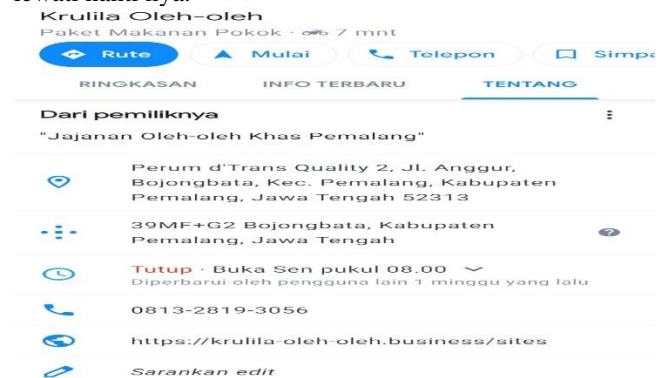 Krulila Oleh-oleh
Paket Makanan Pokok · 7 mnt
Rute Mulai Telepon Simpa
RINGKASAN INFO TERBARU TENTANG
Dari pemiliknya
"Jajanan Oleh-oleh Khas Pemalang"
Perum d'Trans Quality 2, Jl. Anggur,
Bojongbata, Kec. Pemalang, Kabupaten
Pemalang, Jawa Tengah 52313
39MF+G2 Bojongbata, Kabupaten
Pemalang, Jawa Tengah
Tutup · Buka Sen pukul 08.00
Diperbarui oleh pengguna lain 1 minggu yang lalu
0813-2819-3056
https://krulila-oleh-oleh.business/sites
Sarankan edit